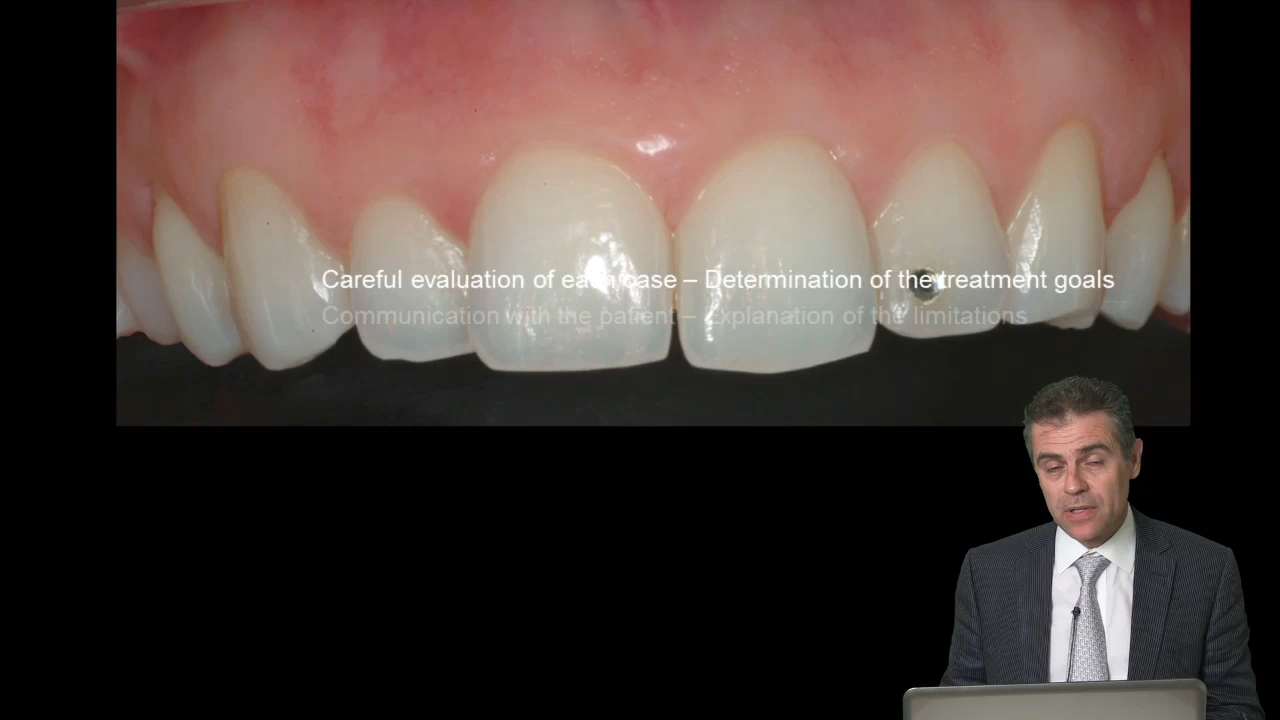 Careful evaluation of each case – Determination of the treatment goals
Communication with the patient – Explanation of the limitations